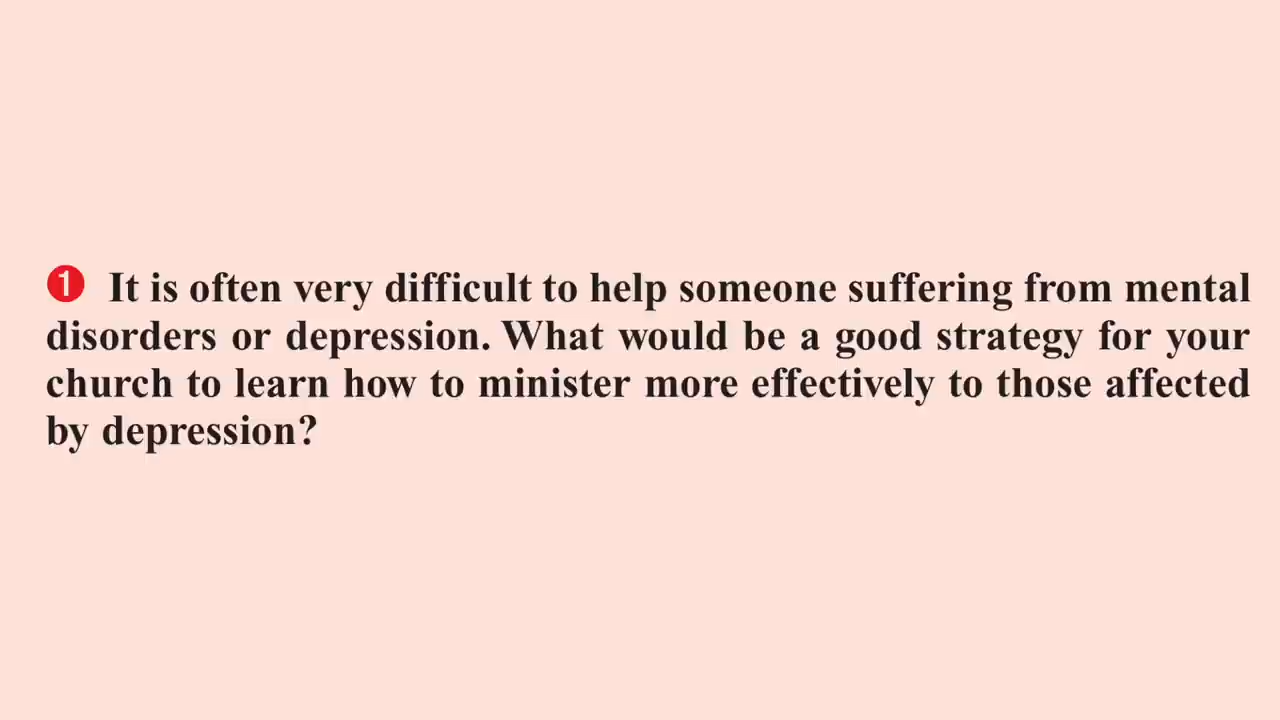 ❶ It is often very difficult to help someone suffering from mental
disorders or depression. What would be a good strategy for your
church to learn how to minister more effectively to those affected
by depression?